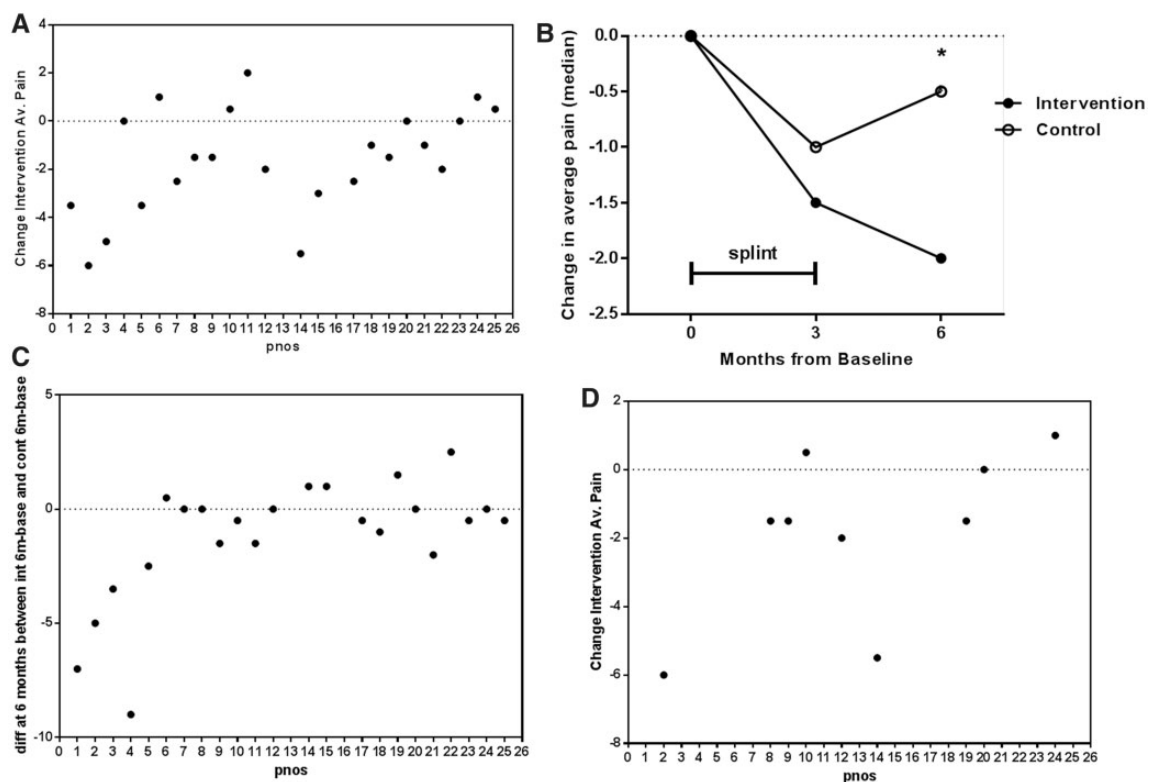 A
Change Intervention Av. Pain
4
2
0
-2
-4
-6
-8
0 1 2 3 4 5 6 7 8 9 10 11 12 13 14 15 16 17 18 19 20 21 22 23 24 25 26
pnos
B
Change in average pain (median)
0.0
-0.5
-1.0
-1.5
-2.0
-2.5
*
splint
0 3 6
Months from Baseline
Intervention
Control
C
diff at 6 months between int 6m-base and cont 6m-base
5
0
-5
-10
0 1 2 3 4 5 6 7 8 9 10 11 12 13 14 15 16 17 18 19 20 21 22 23 24 25 26
pnos
D
Change Intervention Av. Pain
2
0
-2
-4
-6
-8
0 1 2 3 4 5 6 7 8 9 10 11 12 13 14 15 16 17 18 19 20 21 22 23 24 25 26
pnos